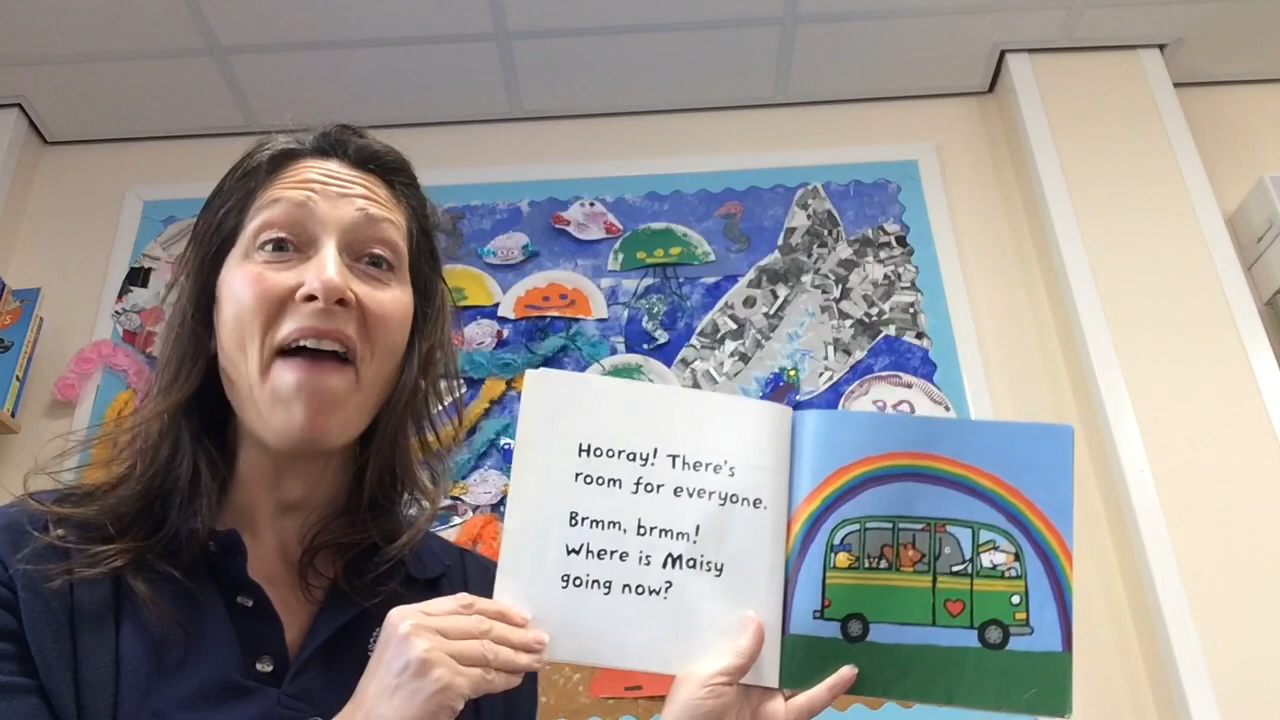 Hooray! There's
room for everyone.
Brmm, brmm!
Where is Maisy
going now?